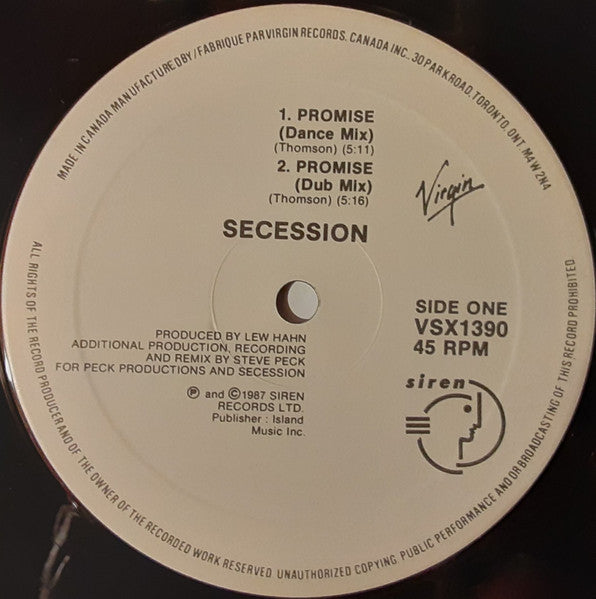 MADE IN CANADA MANUFACTURED BY / FABRIQUE PAR VIRGIN RECORDS. CANADA INC., 30 PARK ROAD, TORONTO, ONT. M4W 2N4
1. PROMISE
(Dance Mix)
(Thomson) (5:11)
2. PROMISE
(Dub Mix)
(Thomson) (5:16)
Virgin
SECESSION
SIDE ONE
VSX1390
45 RPM
PRODUCED BY LEW HAHN
ADDITIONAL PRODUCTION, RECORDING
AND REMIX BY STEVE PECK
FOR PECK PRODUCTIONS AND SECESSION
℗ and ©1987 SIREN
RECORDS LTD.
Publisher : Island
Music Inc.
siren
ALL RIGHTS OF THE RECORD PRODUCER AND OF THE OWNER OF THE RECORDED WORK RESERVED. UNAUTHORIZED COPYING, PUBLIC PERFORMANCE AND/OR BROADCASTING OF THIS RECORD PROHIBITED